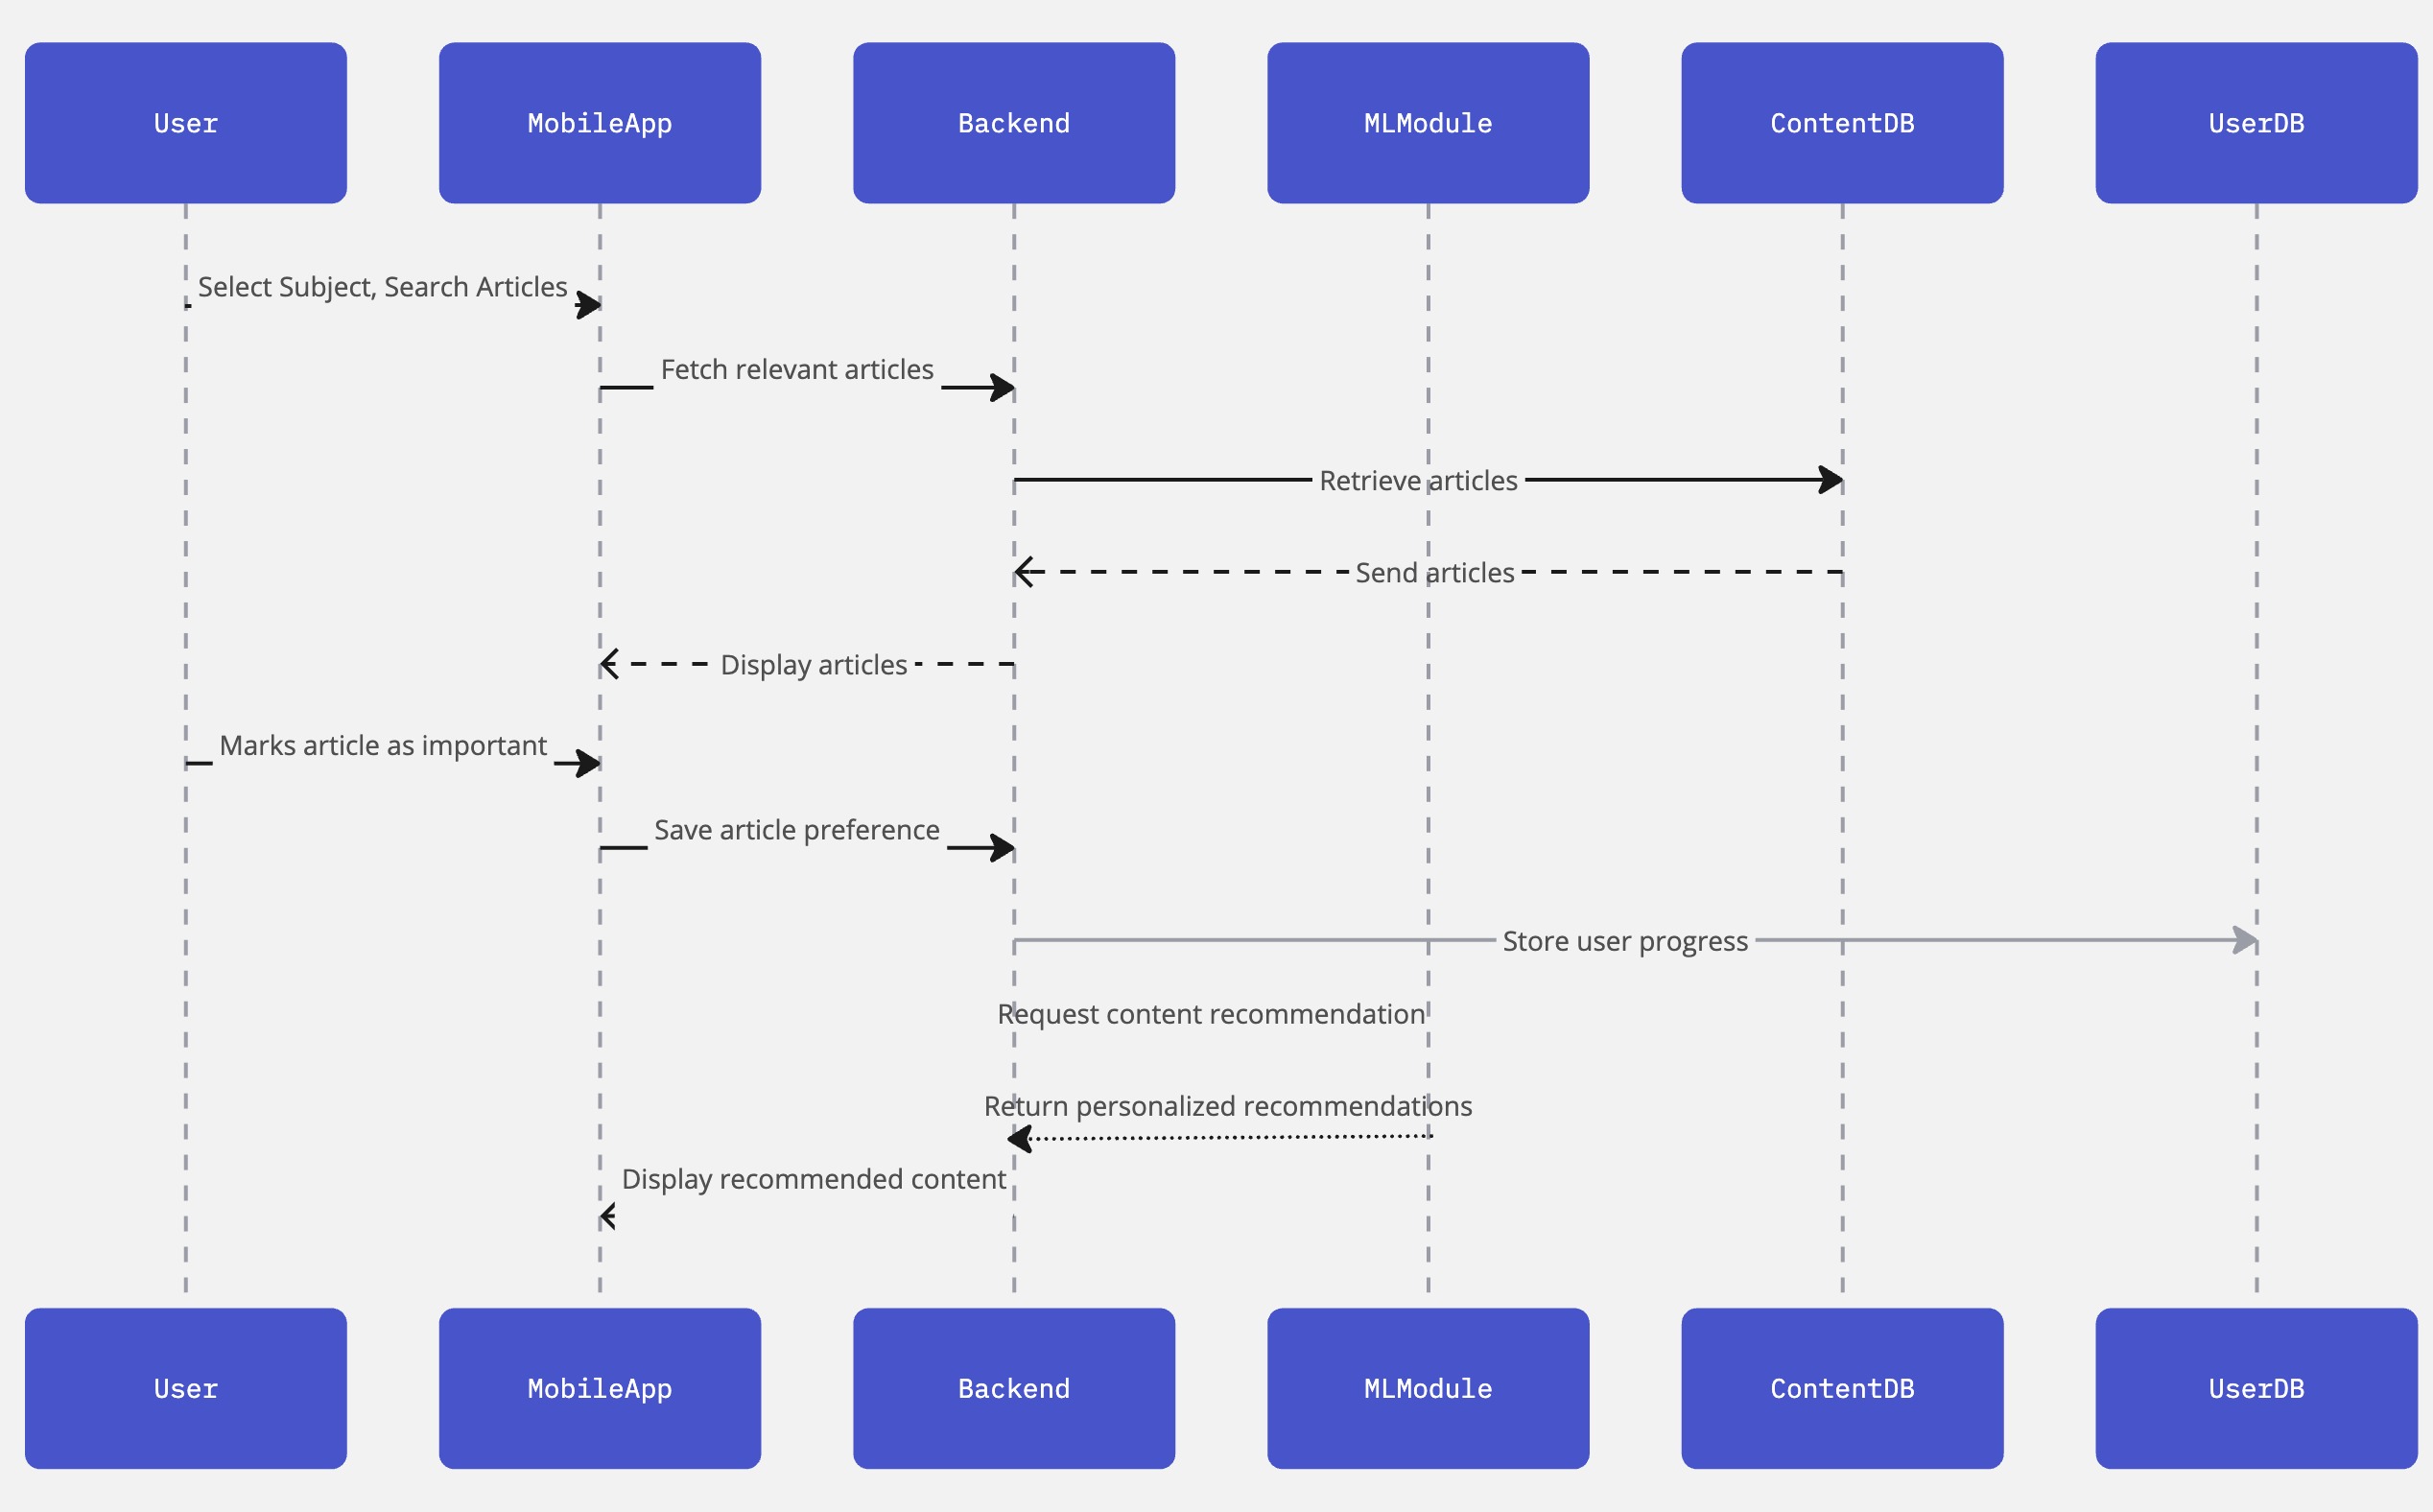 User
MobileApp
Backend
MLModule
ContentDB
UserDB
Select Subject, Search Articles
Fetch relevant articles
Retrieve articles
Send articles
Display articles
Marks article as important
Save article preference
Store user progress
Request content recommendation
Return personalized recommendations
Display recommended content
User
MobileApp
Backend
MLModule
ContentDB
UserDB